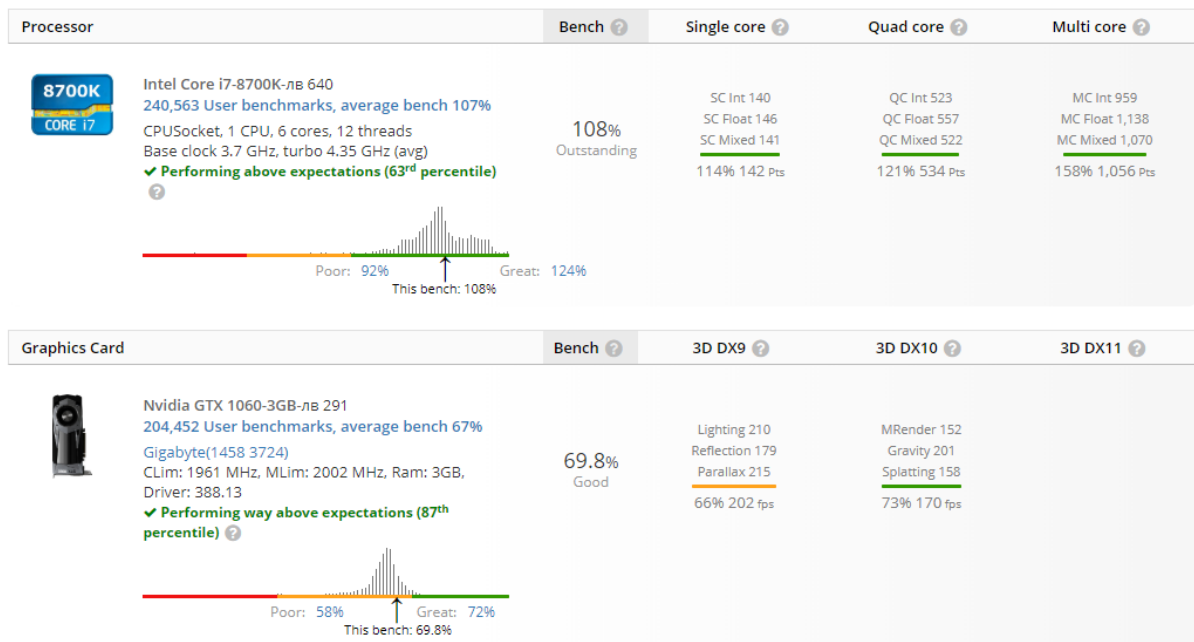 Processor Bench ? Single core ? Quad core ? Multi core ?
8700K
CORE i7
Intel Core i7-8700K-лв 640
240,563 User benchmarks, average bench 107%
CPUSocket, 1 CPU, 6 cores, 12 threads
Base clock 3.7 GHz, turbo 4.35 GHz (avg)
✔ Performing above expectations (63rd percentile)
?
Poor: 92% Great: 124%
This bench: 108%
108%
Outstanding
SC Int 140
SC Float 146
SC Mixed 141
114% 142 Pts
QC Int 523
QC Float 557
QC Mixed 522
121% 534 Pts
MC Int 959
MC Float 1,138
MC Mixed 1,070
158% 1,056 Pts
Graphics Card Bench ? 3D DX9 ? 3D DX10 ? 3D DX11 ?
Nvidia GTX 1060-3GB-лв 291
204,452 User benchmarks, average bench 67%
Gigabyte(1458 3724)
CLim: 1961 MHz, MLim: 2002 MHz, Ram: 3GB,
Driver: 388.13
✔ Performing way above expectations (87th
percentile) ?
Poor: 58% Great: 72%
This bench: 69.8%
69.8%
Good
Lighting 210
Reflection 179
Parallax 215
66% 202 fps
MRender 152
Gravity 201
Splatting 158
73% 170 fps